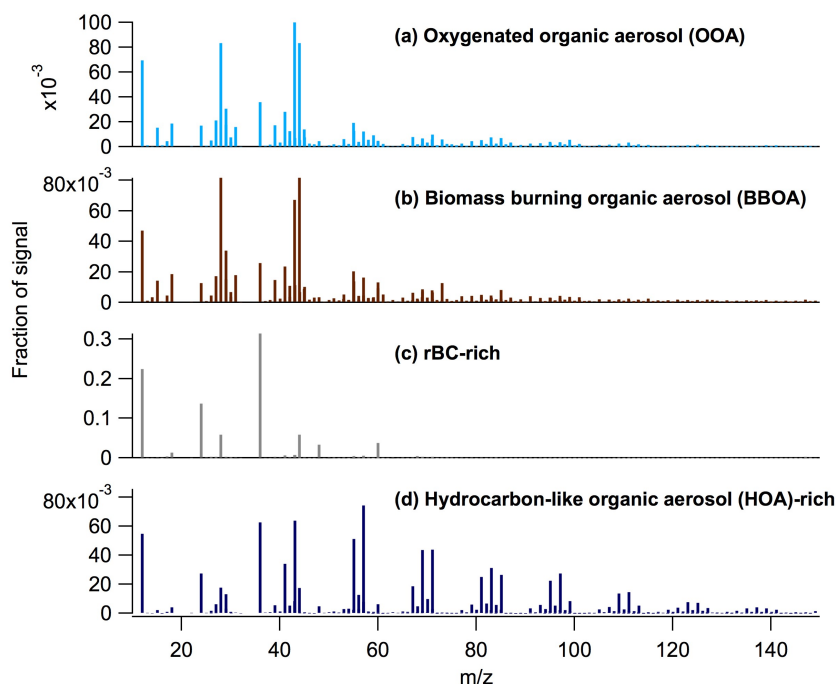 100
80
60
40
20
0
x10⁻³
(a) Oxygenated organic aerosol (OOA)
80x10⁻³
60
40
20
0
(b) Biomass burning organic aerosol (BBOA)
Fraction of signal
0.3
0.2
0.1
0
(c) rBC-rich
80x10⁻³
60
40
20
0
(d) Hydrocarbon-like organic aerosol (HOA)-rich
20 40 60 80 100 120 140
m/z